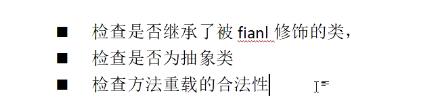 ■ 检查是否继承了被 fianl 修饰的类，
■ 检查是否为抽象类
■ 检查方法重载的合法性